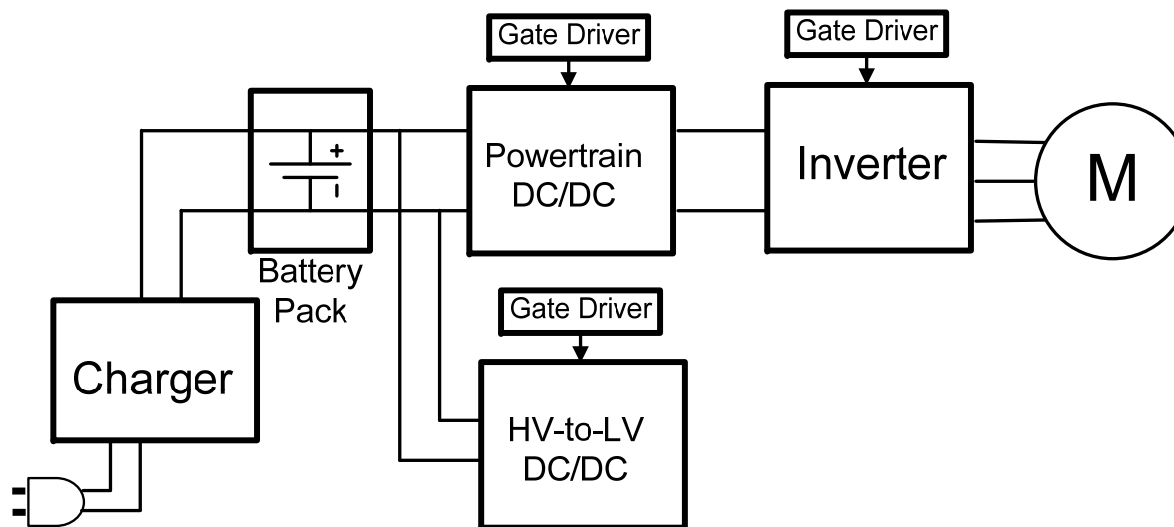 Gate Driver
Gate Driver
Powertrain
DC/DC
Inverter
M
+
Battery
Pack
Gate Driver
Charger
HV-to-LV
DC/DC